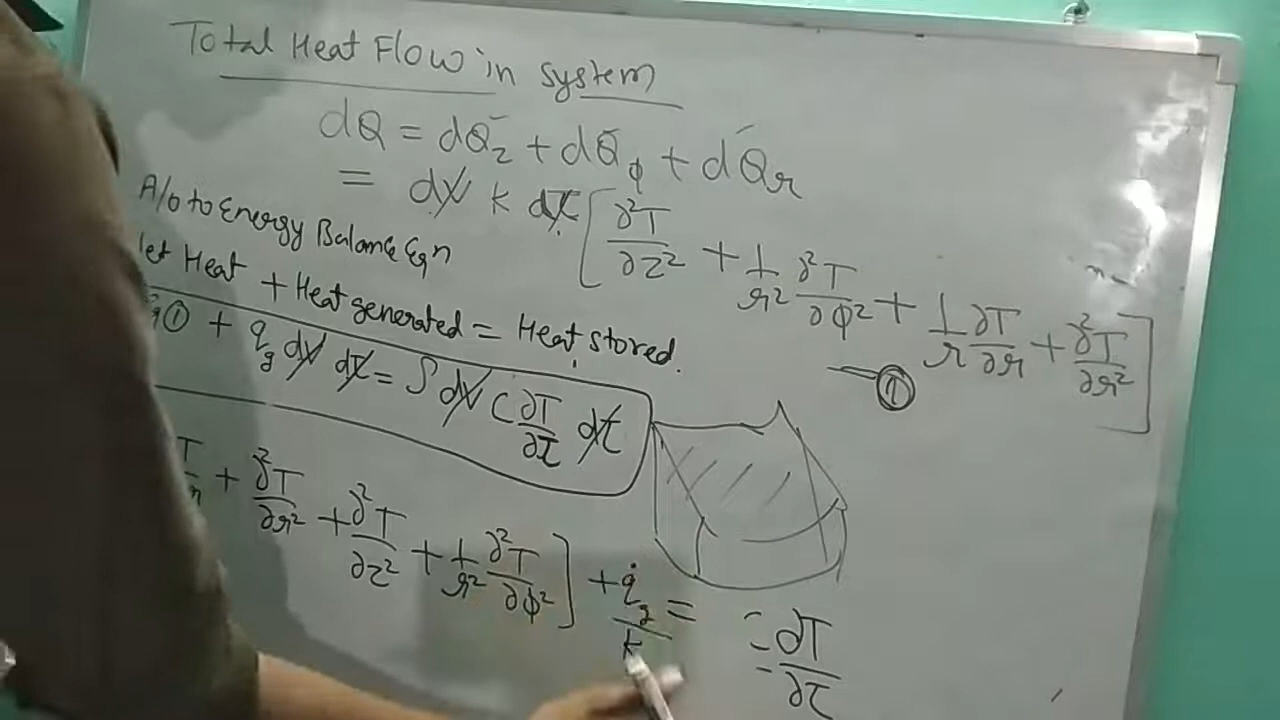 Total Heat Flow in system
dQ = dQz + dQφ + dQr
= dV k dτ [∂²T/∂z² + 1/r² ∂²T/∂φ² + 1/r ∂T/∂r + ∂²T/∂r²] —①
A/o to Energy Balance Eqn
let Heat + Heat generated = Heat stored.
① + qg dV dτ = ρ dV C ∂T/∂τ dτ
+ ∂²T/∂r² + ∂²T/∂z² + 1/r² ∂²T/∂φ² ] + q̇g/k = ∂T/∂τ